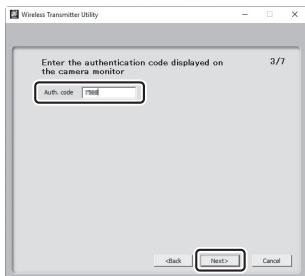 Wireless Transmitter Utility
Enter the authentication code displayed on
the camera monitor
3/7
Auth. code
<Back
Next>
Cancel